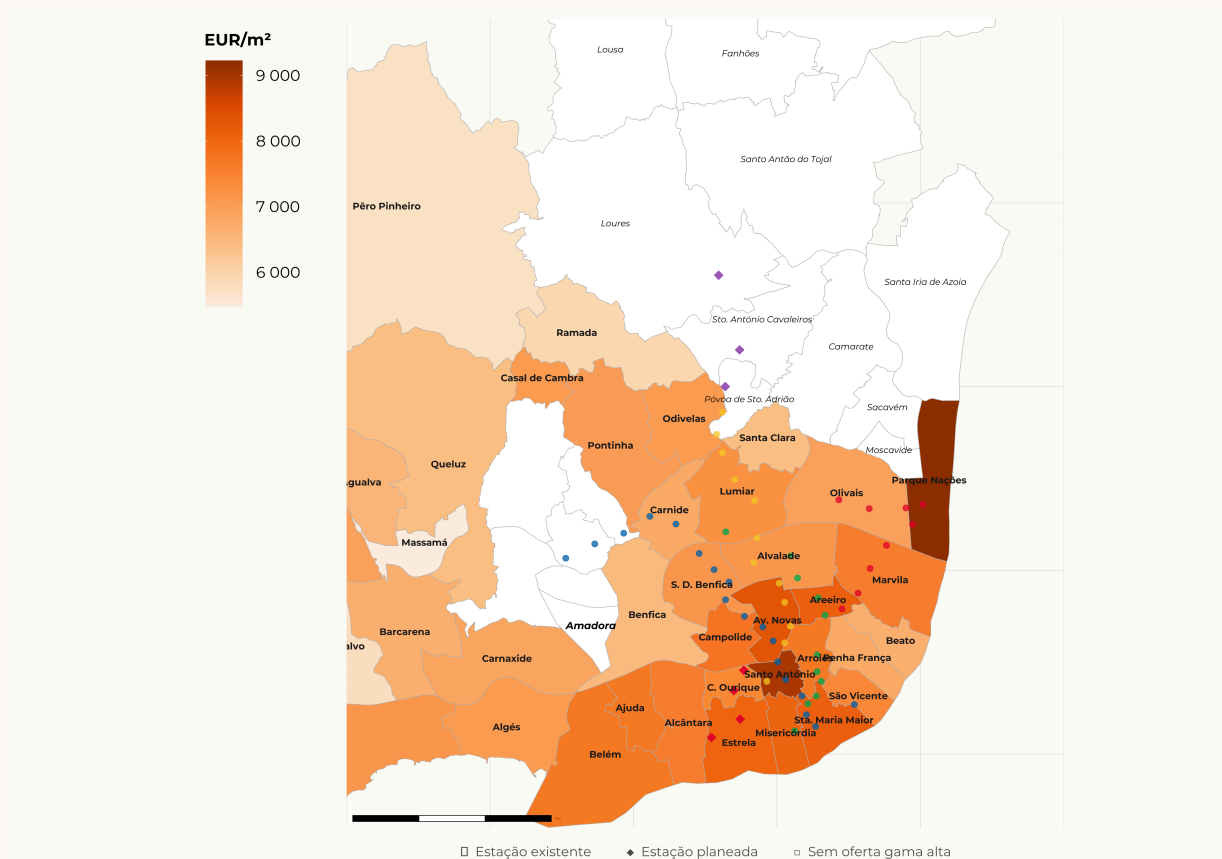 EUR/m²
9 000
8 000
7 000
6 000
Lousa
Fanhões
Santo Antão do Tojal
Pêro Pinheiro
Loures
Santa Iria de Azoia
Sto. António Cavaleiros
Ramada
Camarate
Casal de Cambra
Póvoa de Sto. Adrião
Sacavém
Odivelas
Santa Clara
Pontinha
Moscavide
Queluz
Parque Nações
gualva
Lumiar
Olivais
Carnide
Massamá
Alvalade
Marvila
S. D. Benfica
Areeiro
Benfica
Av. Novas
Amadora
Barcarena
Campolide
Beato
alvo
Carnaxide
Arroios
Penha França
Santo António
C. Ourique
São Vicente
Ajuda
Alcântara
Sta. Maria Maior
Algés
Misericórdia
Estrela
Belém
Estação existente
Estação planeada
Sem oferta gama alta